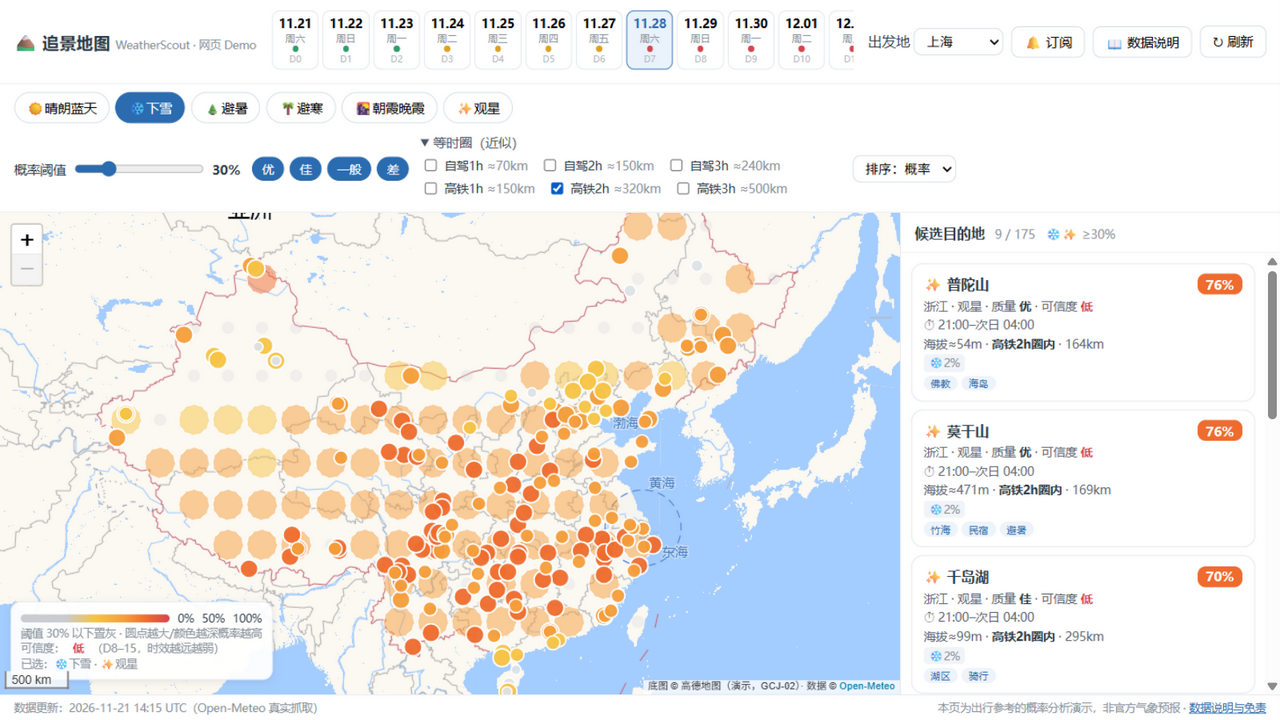 追景地图 WeatherScout · 网页 Demo
11.21 周六 D0
11.22 周日 D1
11.23 周一 D2
11.24 周二 D3
11.25 周三 D4
11.26 周四 D5
11.27 周五 D6
11.28 周六 D7
11.29 周日 D8
11.30 周一 D9
12.01 周二 D10
12.
出发地 上海 订阅 数据说明 ↻ 刷新
晴朗蓝天 下雪 避暑 避寒 朝霞晚霞 观星
▼ 等时圈（近似）
概率阈值 30% 优 佳 一般 差
自驾1h ≈70km 自驾2h ≈150km 自驾3h ≈240km
高铁1h ≈150km 高铁2h ≈320km 高铁3h ≈500km
排序：概率
+
−
渤海
黄海
东海
0% 50% 100%
阈值 30% 以下置灰 · 圆点越大/颜色越深概率越高
可信度： 低 （D8–15，时效越远越弱）
已选： 下雪 · 观星
500 km
底图 © 高德地图（演示，GCJ-02）· 数据 © Open-Meteo
候选目的地 9 / 175 ≥30%
普陀山 76%
浙江 · 观星 · 质量 优 · 可信度 低
21:00–次日 04:00
海拔≈54m · 高铁2h圈内 · 164km
2%
佛教 海岛
莫干山 76%
浙江 · 观星 · 质量 优 · 可信度 低
21:00–次日 04:00
海拔≈471m · 高铁2h圈内 · 169km
2%
竹海 民宿 避暑
千岛湖 70%
浙江 · 观星 · 质量 佳 · 可信度 低
21:00–次日 04:00
海拔≈99m · 高铁2h圈内 · 295km
2%
湖区 骑行
数据更新：2026-11-21 14:15 UTC（Open-Meteo 真实抓取）
本页为出行参考的概率分析演示，非官方气象预报 · 数据说明与免责